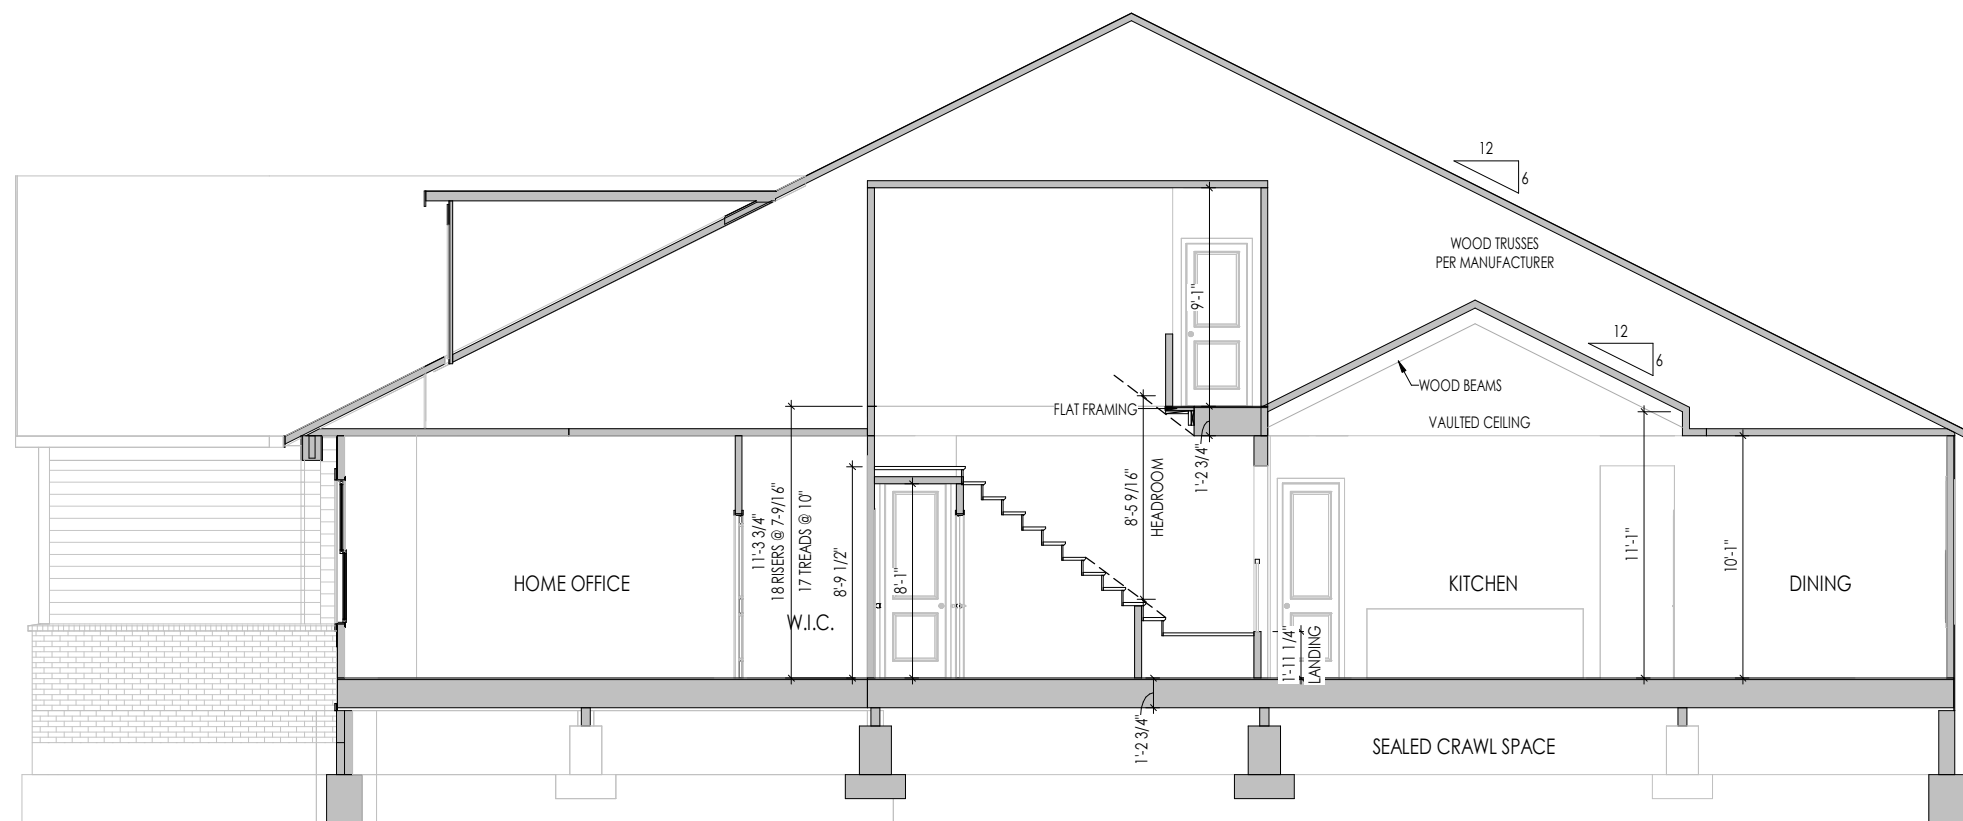 12
6
WOOD TRUSSES
PER MANUFACTURER
9'-1"
12
6
WOOD BEAMS
FLAT FRAMING
VAULTED CEILING
1'-2 3/4"
8'-5 9/16"
HEADROOM
11'-3 3/4"
18 RISERS @ 7-9/16"
17 TREADS @ 10"
8'-9 1/2"
8'-1"
11'-1"
10'-1"
HOME OFFICE
W.I.C.
KITCHEN
DINING
1'-11 1/4"
LANDING
1'-2 3/4"
SEALED CRAWL SPACE